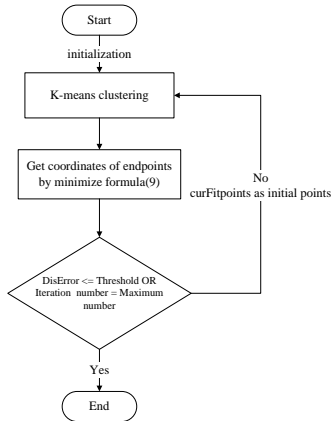 Start
initialization
K-means clustering
Get coordinates of endpoints
by minimize formula(9)
No
curFitpoints as initial points
DisError <= Threshold OR
Iteration number = Maximum
number
Yes
End